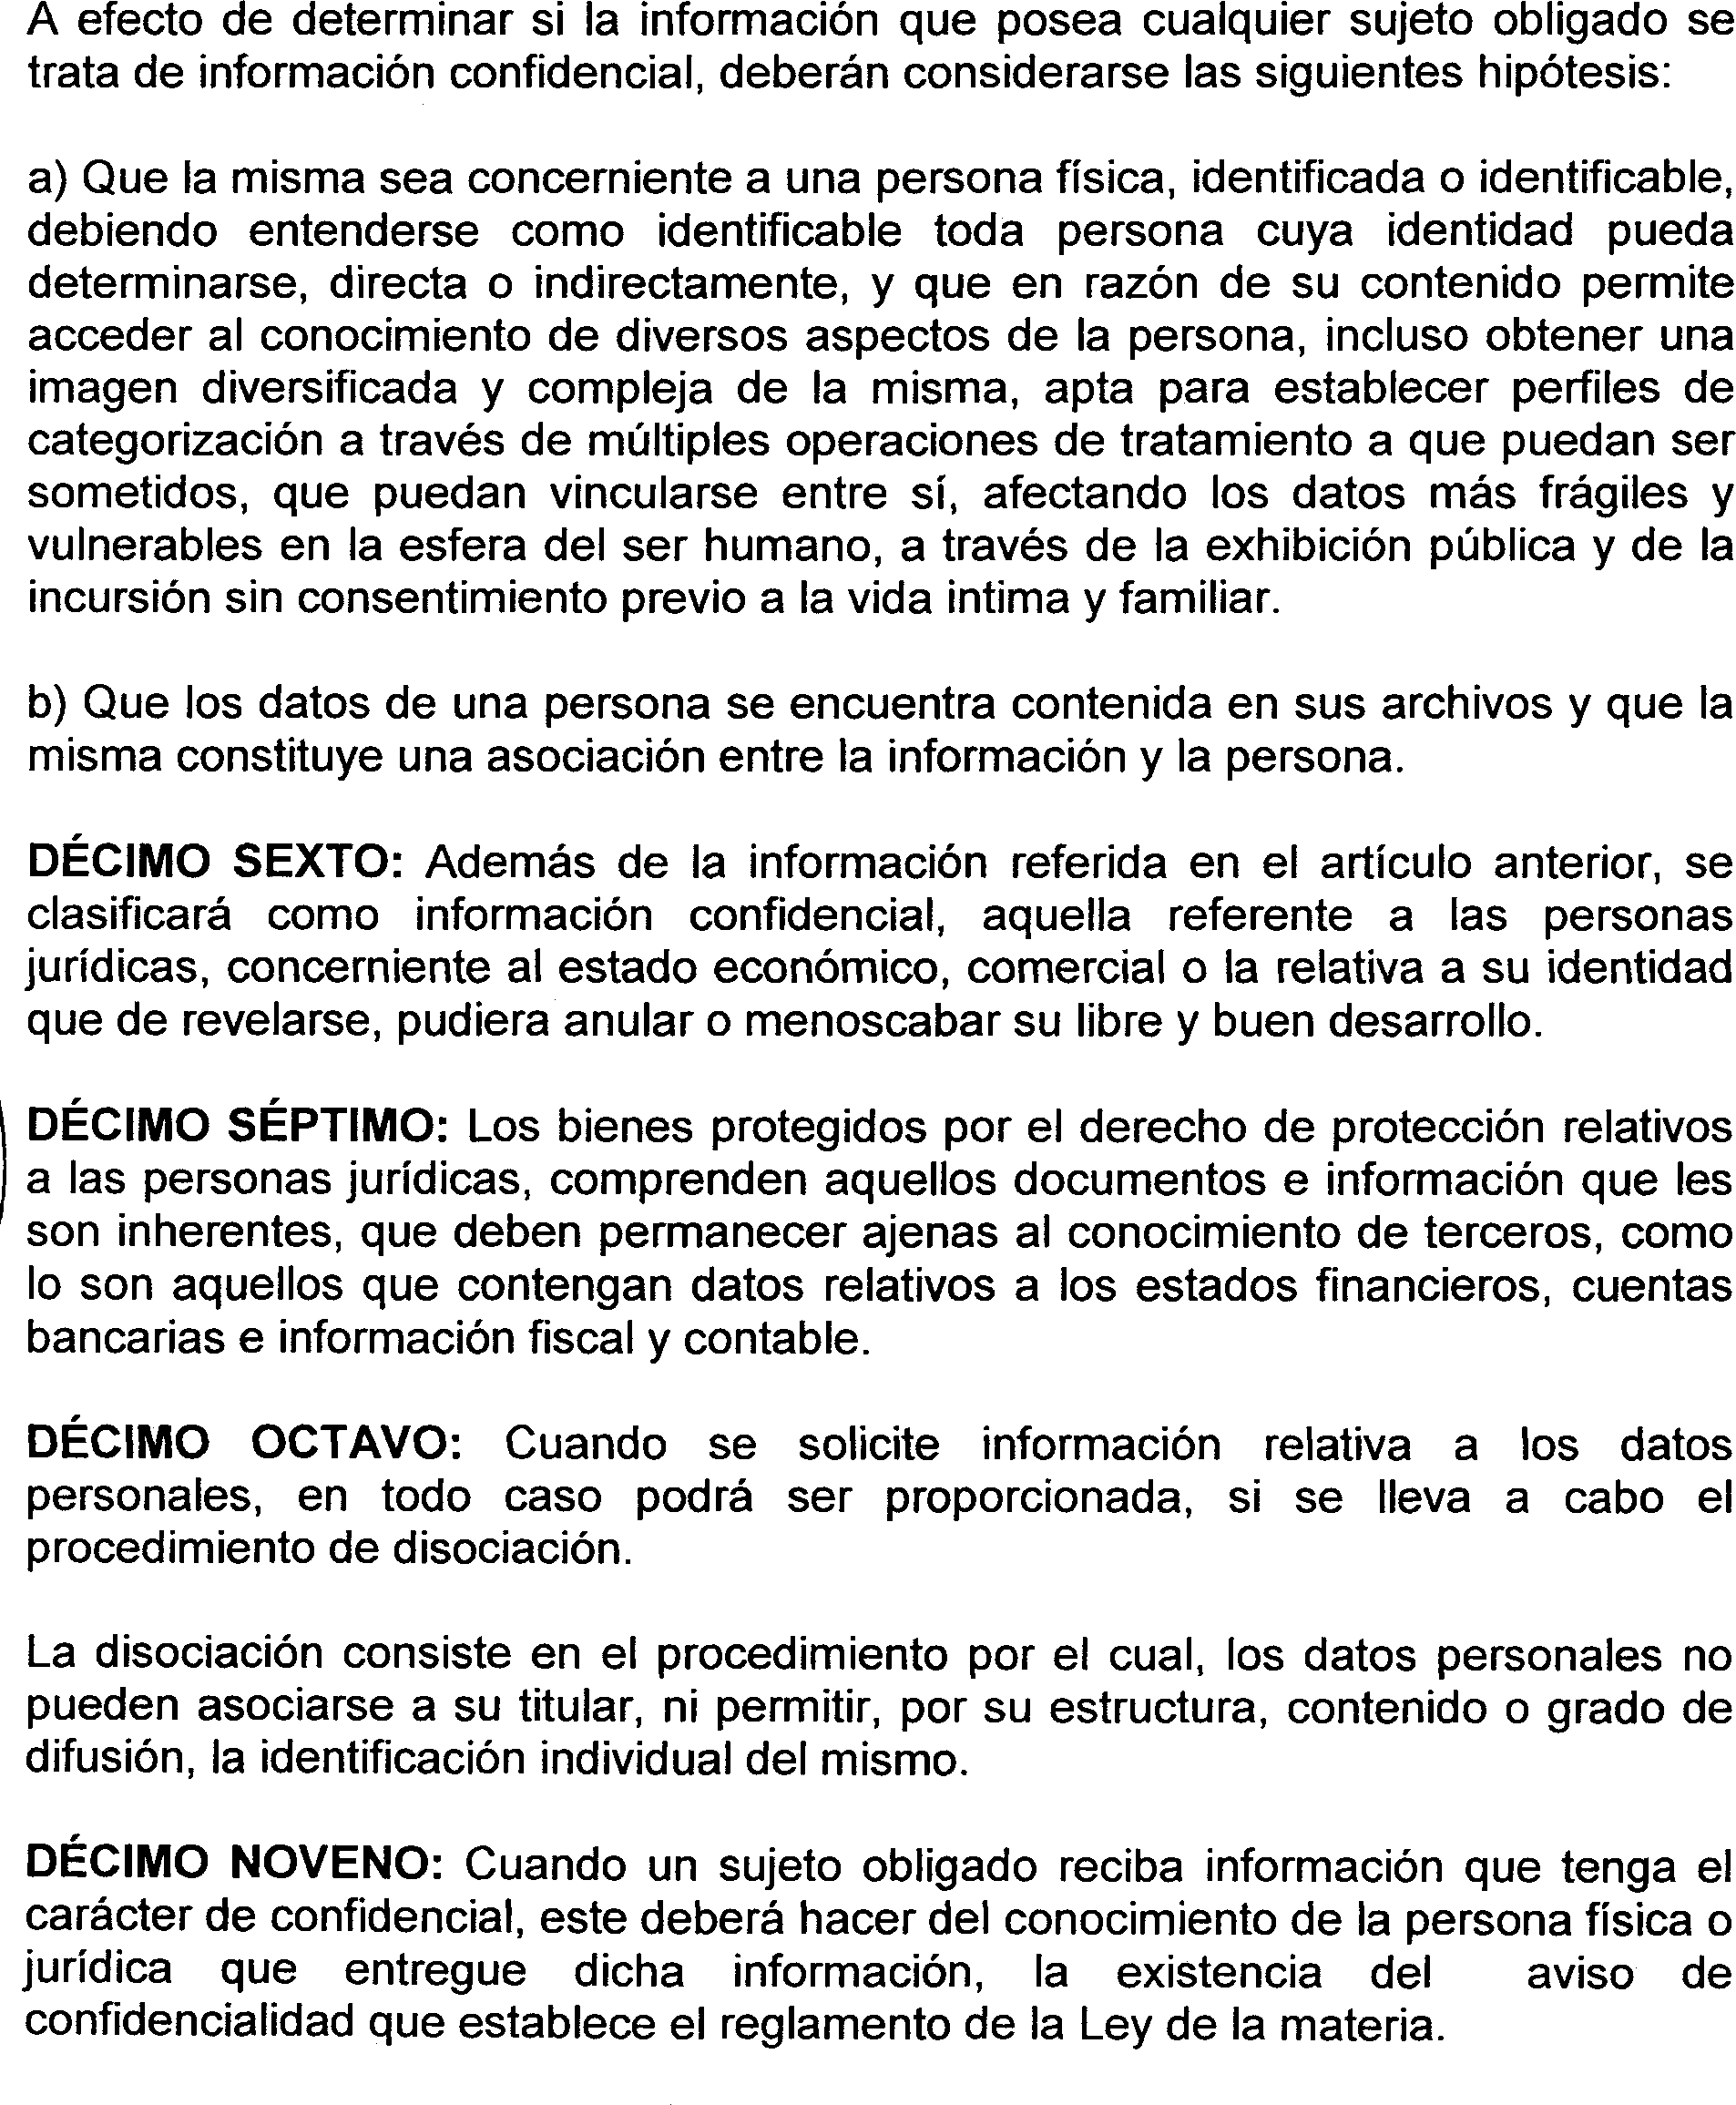 A efecto de determinar si la información que posea cualquier sujeto obligado se
trata de información confidencial, deberán considerarse las siguientes hipótesis:
a) Que la misma sea concerniente a una persona física, identificada o identificable,
debiendo entenderse como identificable toda persona cuya identidad pueda
determinarse, directa o indirectamente, y que en razón de su contenido permite
acceder al conocimiento de diversos aspectos de la persona, incluso obtener una
imagen diversificada y compleja de la misma, apta para establecer perfiles de
categorización a través de múltiples operaciones de tratamiento a que puedan ser
sometidos, que puedan vincularse entre sí, afectando los datos más frágiles y
vulnerables en la esfera del ser humano, a través de la exhibición pública y de la
incursión sin consentimiento previo a la vida intima y familiar.
b) Que los datos de una persona se encuentra contenida en sus archivos y que la
misma constituye una asociación entre la información y la persona.
DÉCIMO SEXTO: Además de la información referida en el artículo anterior, se
clasificará como información confidencial, aquella referente a las personas
jurídicas, concerniente al estado económico, comercial o la relativa a su identidad
que de revelarse, pudiera anular o menoscabar su libre y buen desarrollo.
DÉCIMO SÉPTIMO: Los bienes protegidos por el derecho de protección relativos
a las personas jurídicas, comprenden aquellos documentos e información que les
son inherentes, que deben permanecer ajenas al conocimiento de terceros, como
lo son aquellos que contengan datos relativos a los estados financieros, cuentas
bancarias e información fiscal y contable.
DÉCIMO OCTAVO: Cuando se solicite información relativa a los datos
personales, en todo caso podrá ser proporcionada, si se lleva a cabo el
procedimiento de disociación.
La disociación consiste en el procedimiento por el cual, los datos personales no
pueden asociarse a su titular, ni permitir, por su estructura, contenido o grado de
difusión, la identificación individual del mismo.
DÉCIMO NOVENO: Cuando un sujeto obligado reciba información que tenga el
carácter de confidencial, este deberá hacer del conocimiento de la persona física o
jurídica que entregue dicha información, la existencia del aviso de
confidencialidad que establece el reglamento de la Ley de la materia.